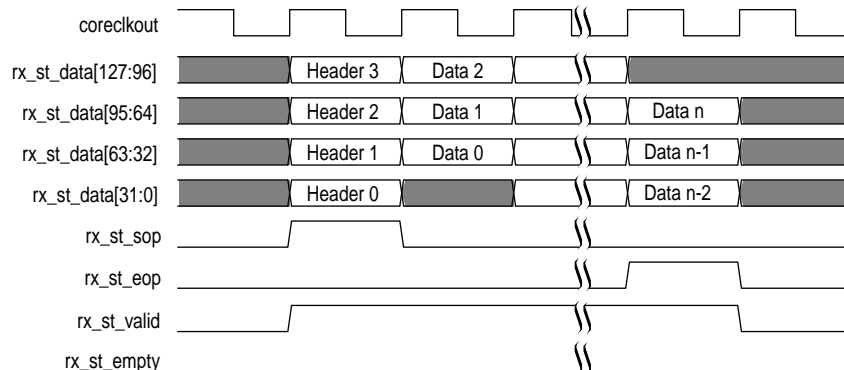 coreclkout
rx_st_data[127:96] Header 3 Data 2
rx_st_data[95:64] Header 2 Data 1 Data n
rx_st_data[63:32] Header 1 Data 0 Data n-1
rx_st_data[31:0] Header 0 Data n-2
rx_st_sop
rx_st_eop
rx_st_valid
rx_st_empty